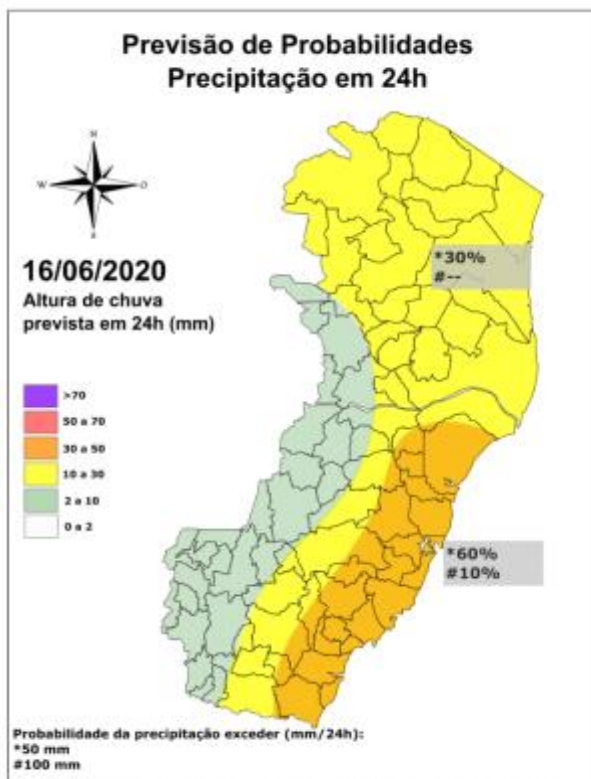 Previsão de Probabilidades
Precipitação em 24h
N
W
O
S
16/06/2020
Altura de chuva
prevista em 24h (mm)
>70
50 a 70
30 a 50
10 a 30
2 a 10
0 a 2
*30%
#--
*60%
#10%
Probabilidade da precipitação exceder (mm/24h):
*50 mm
#100 mm